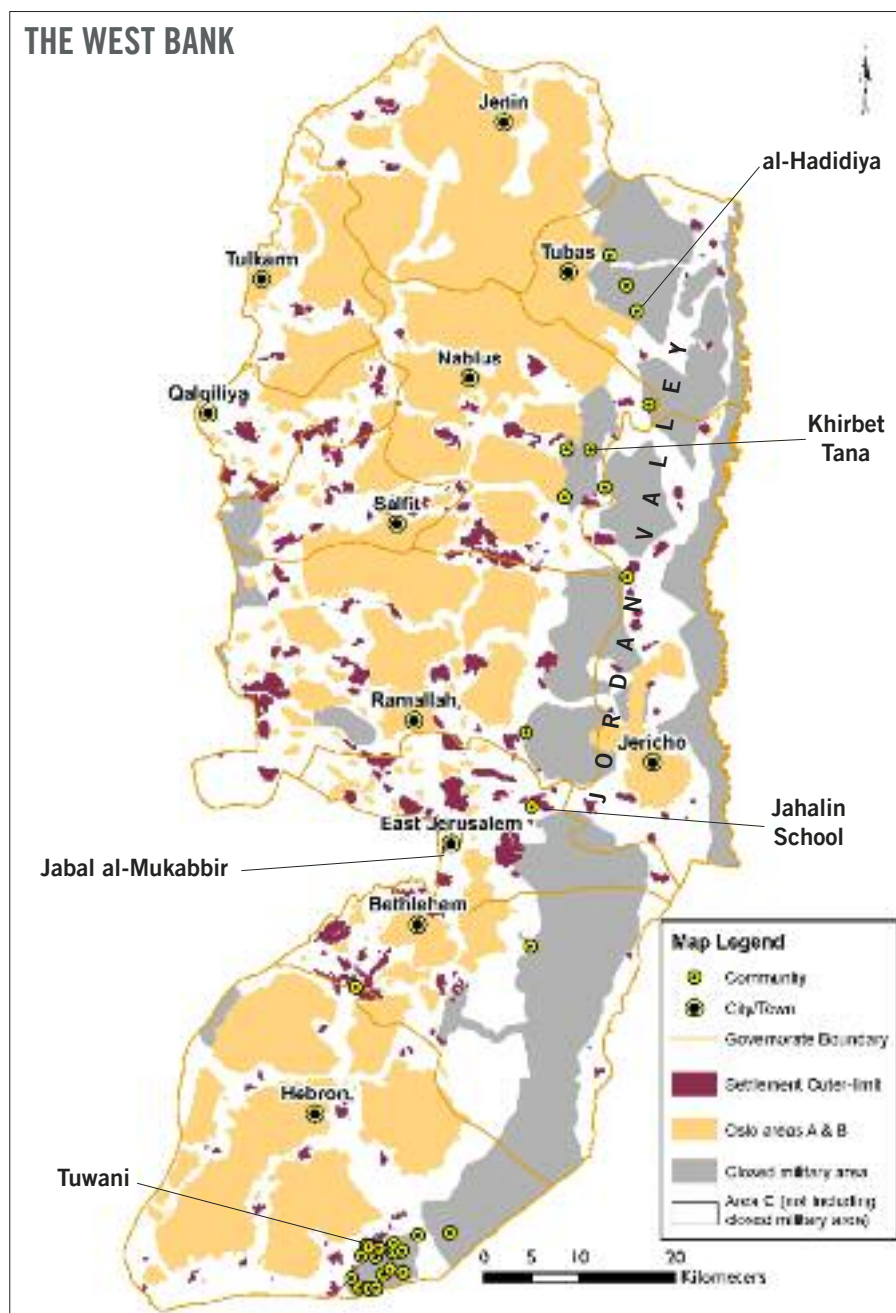 THE WEST BANK
Jenin
al-Hadidiya
Tubas
Tulkarm
Nablus
Qalqiliya
Khirbet
Tana
Salfit
JORDAN VALLEY
Ramallah
Jericho
Jahalin
School
East Jerusalem
Jabal al-Mukabbir
Bethlehem
Hebron
Tuwani
Map Legend
Community
City/Town
Governorate Boundary
Settlement Outer-limit
Oslo areas A & B
Closed military area
Area C (not including
closed military area)
0 5 10 20
Kilometers